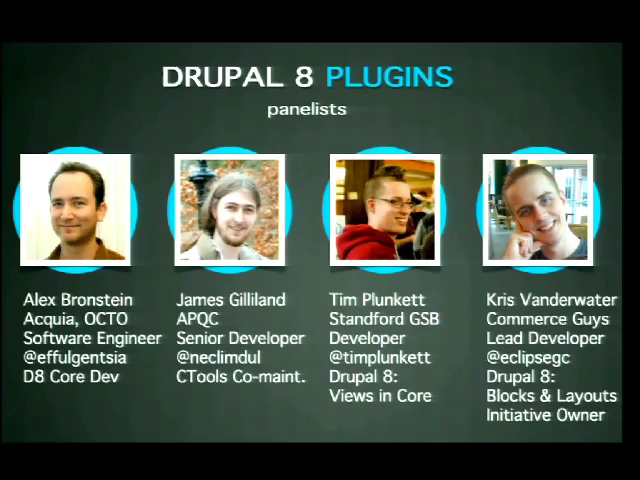 DRUPAL 8 PLUGINS
panelists
Alex Bronstein
Acquia, OCTO
Software Engineer
@effulgentsia
D8 Core Dev
James Gilliland
APQC
Senior Developer
@neclimdul
CTools Co-maint.
Tim Plunkett
Standford GSB
Developer
@timplunkett
Drupal 8:
Views in Core
Kris Vanderwater
Commerce Guys
Lead Developer
@eclipsegc
Drupal 8:
Blocks & Layouts
Initiative Owner